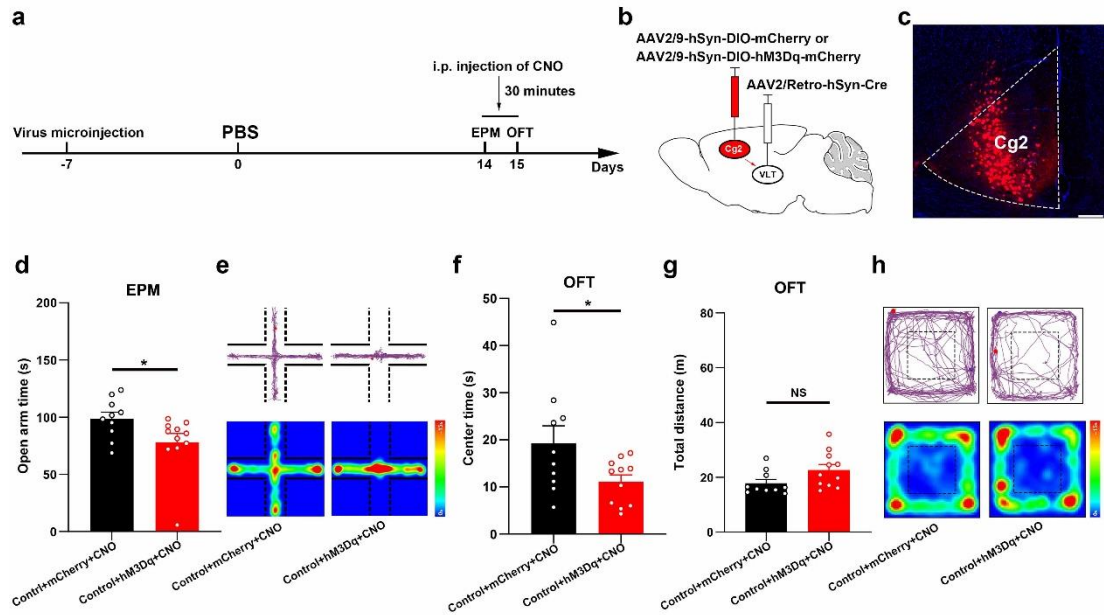 a
i.p. injection of CNO
30 minutes
Virus microinjection
PBS
EPM OFT
-7
0
14
15
Days
b
AAV2/9-hSyn-DIO-mCherry or
AAV2/9-hSyn-DIO-hM3Dq-mCherry
AAV2/Retro-hSyn-Cre
Cg2
VLT
c
Cg2
d
EPM
Open arm time (s)
200
150
100
50
0
*
Control+mCherry+CNO
Control+hM3Dq+CNO
e
Control+mCherry+CNO
Control+hM3Dq+CNO
f
OFT
Center time (s)
50
40
30
20
10
0
*
Control+mCherry+CNO
Control+hM3Dq+CNO
g
OFT
Total distance (m)
80
60
40
20
0
NS
Control+mCherry+CNO
Control+hM3Dq+CNO
h
Control+mCherry+CNO
Control+hM3Dq+CNO